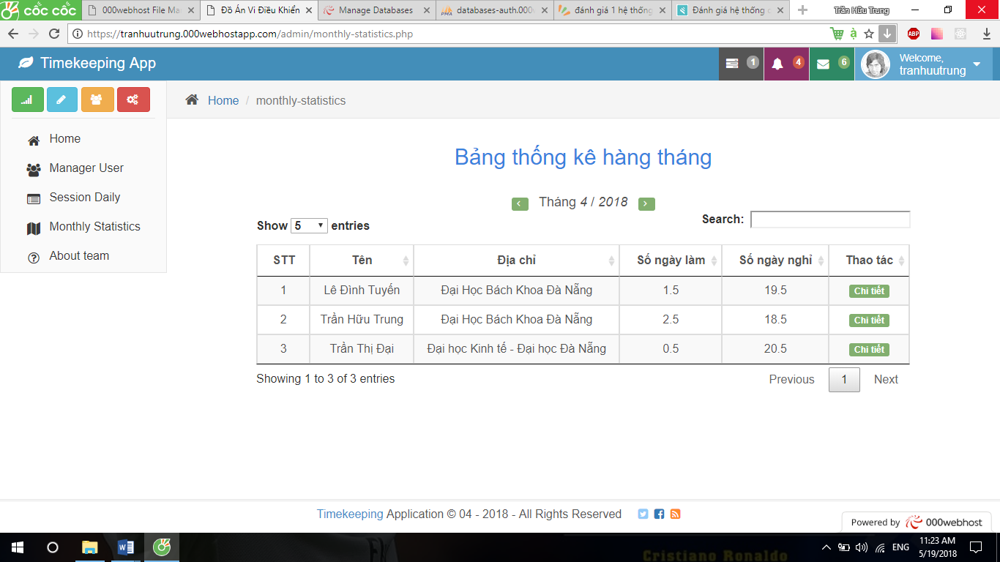 cốc cốc
000webhost File Ma
Đồ Án Vi Điều Khiển
Manage Databases
databases-auth.000
đánh giá 1 hệ thống
Đánh giá hệ thống
Trần Hữu Trung
https://tranhuutrung.000webhostapp.com/admin/monthly-statistics.php
ABP
Timekeeping App
1
4
6
Welcome,
tranhuutrung
Home / monthly-statistics
Home
Manager User
Session Daily
Monthly Statistics
About team
Bảng thống kê hàng tháng
Tháng 4 / 2018
Show 5 entries
Search:
STT Tên Địa chỉ Số ngày làm Số ngày nghỉ Thao tác
1 Lê Đình Tuyến Đại Học Bách Khoa Đà Nẵng 1.5 19.5 Chi tiết
2 Trần Hữu Trung Đại Học Bách Khoa Đà Nẵng 2.5 18.5 Chi tiết
3 Trần Thị Đại Đại học Kinh tế - Đại học Đà Nẵng 0.5 20.5 Chi tiết
Showing 1 to 3 of 3 entries
Previous 1 Next
Timekeeping Application © 04 - 2018 - All Rights Reserved
Powered by 000webhost
Cristiano Ronaldo
ENG
11:23 AM
5/19/2018